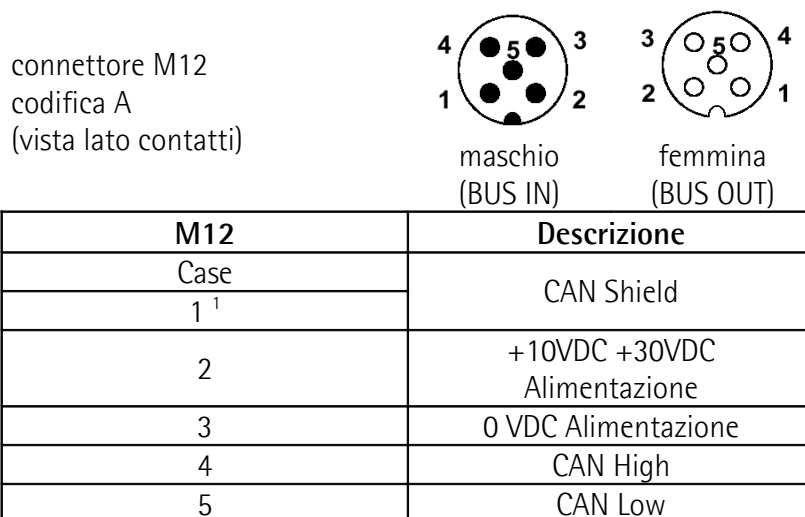 connettore M12
codifica A
(vista lato contatti)
4 5 3
1 2
maschio
(BUS IN)
3 5 4
2 1
femmina
(BUS OUT)
M12 Descrizione
Case
CAN Shield
1 1
2 +10VDC +30VDC
Alimentazione
3 0 VDC Alimentazione
4 CAN High
5 CAN Low